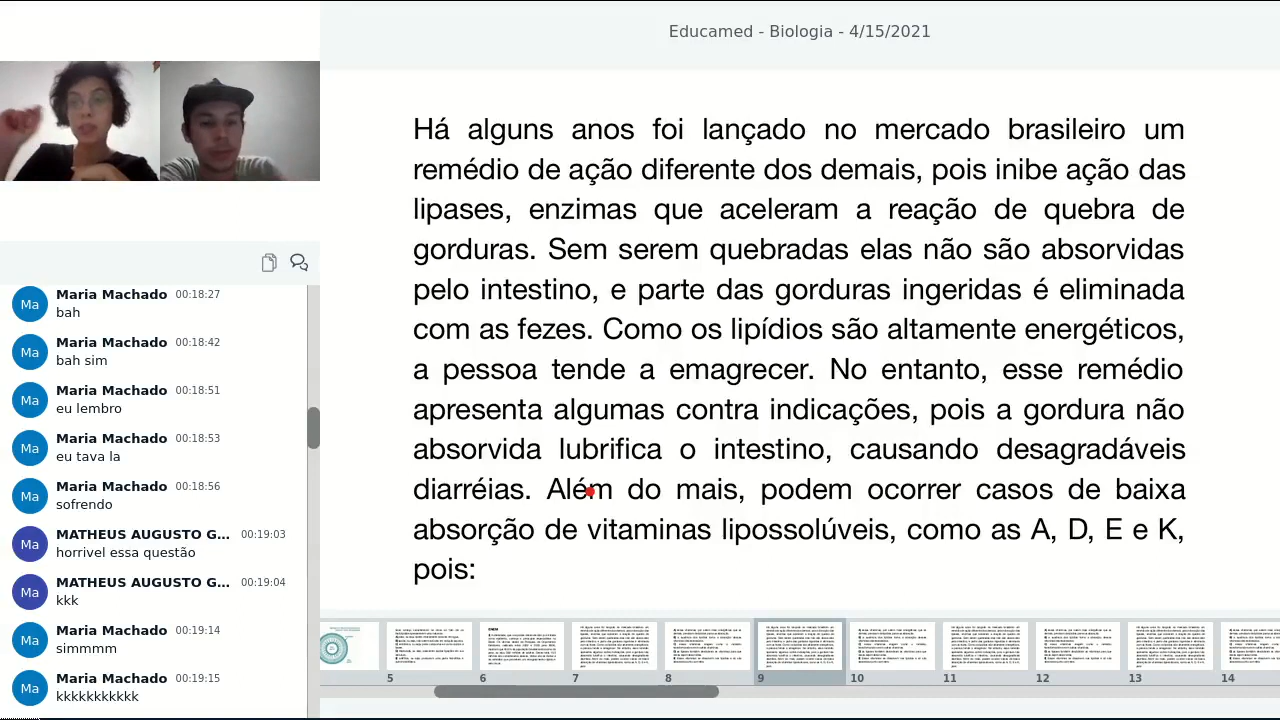 Educamed - Biologia - 4/15/2021
Há alguns anos foi lançado no mercado brasileiro um
remédio de ação diferente dos demais, pois inibe ação das
lipases, enzimas que aceleram a reação de quebra de
gorduras. Sem serem quebradas elas não são absorvidas
pelo intestino, e parte das gorduras ingeridas é eliminada
com as fezes. Como os lipídios são altamente energéticos,
a pessoa tende a emagrecer. No entanto, esse remédio
apresenta algumas contra indicações, pois a gordura não
absorvida lubrifica o intestino, causando desagradáveis
diarréias. Além do mais, podem ocorrer casos de baixa
absorção de vitaminas lipossolúveis, como as A, D, E e K,
pois:
Ma Maria Machado 00:18:27
bah
Ma Maria Machado 00:18:42
bah sim
Ma Maria Machado 00:18:51
eu lembro
Ma Maria Machado 00:18:53
eu tava la
Ma Maria Machado 00:18:56
sofrendo
Ma MATHEUS AUGUSTO G... 00:19:03
horrivel essa questão
Ma MATHEUS AUGUSTO G... 00:19:04
kkk
Ma Maria Machado 00:19:14
simmmmm
Ma Maria Machado 00:19:15
kkkkkkkkkkk
5 6 7 8 9 10 11 12 13 14